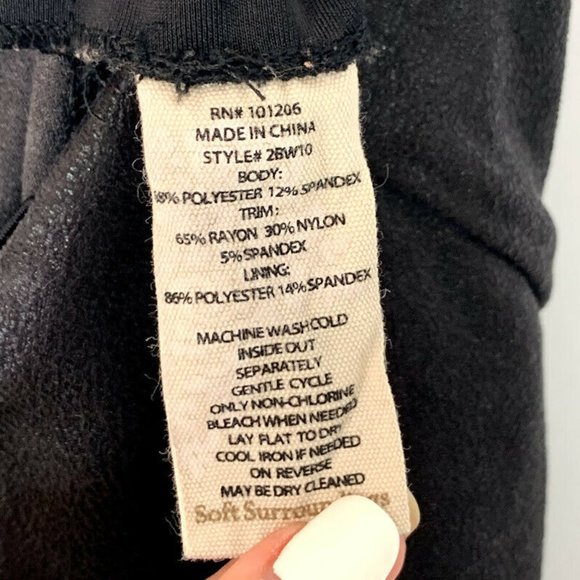 RN# 101206
MADE IN CHINA
STYLE# 2BW10
BODY:
88% POLYESTER 12% SPANDEX
TRIM:
65% RAYON 30% NYLON
5% SPANDEX
LINING:
86% POLYESTER 14% SPANDEX
MACHINE WASH COLD
INSIDE OUT
SEPARATELY
GENTLE CYCLE
ONLY NON-CHLORINE
BLEACH WHEN NEEDED
LAY FLAT TO DRY
COOL IRON IF NEEDED
ON REVERSE
MAY BE DRY CLEANED
Soft Surroundings